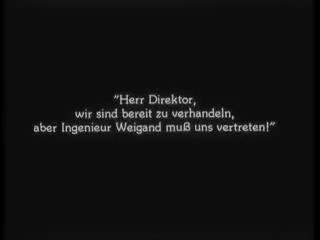 "Herr Direktor,
wir sind bereit zu verhandeln,
aber Ingenieur Weigand muß uns vertreten!"